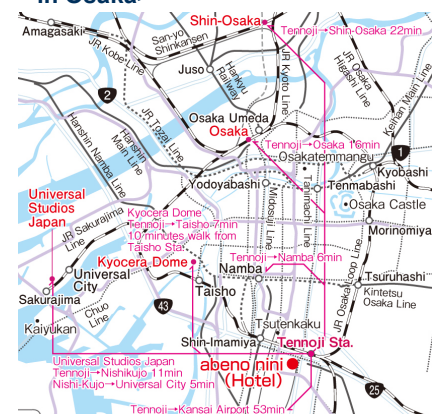 in Osaka
Shin-Osaka
Amagasaki
San-yo
Shinkansen
Tennoji→Shin-Osaka 22min
JR Kobe Line
Juso
Hankyu
Railway
JR Kyoto Line
JR Osaka
Higashi Line
Keihan Main Line
2
JR Tozai Line
Hanshin
Main Line
Hanshin Namba Line
Osaka Umeda
Osaka
Tennoji→Osaka 16min
Osakatemmangu
1
Kyobashi
Yodoyabashi
Tenmabashi
Universal
Studios
Japan
Midosuji Line
Tanimachi Line
Osaka Castle
Kyocera Dome
Tennoji→Taisho 7min
10 minutes walk from
Taisho Sta.
Morinomiya
JR Sakurajima
Line
Kyocera Dome
Tennoji→Namba 6min
Universal
City
Namba
Tsuruhashi
Sakurajima
Taisho
Kintetsu
Osaka Line
JR Osaka Loop Line
43
Chuo
Line
Kaiyukan
Tsutenkaku
Shin-Imamiya
Tennoji Sta.
Universal Studios Japan
Tennoji→Nishikujo 11min
Nishi-Kujo→Universal City 5min
abeno nini
(Hotel)
25
Tennoji→Kansai Airport 53min